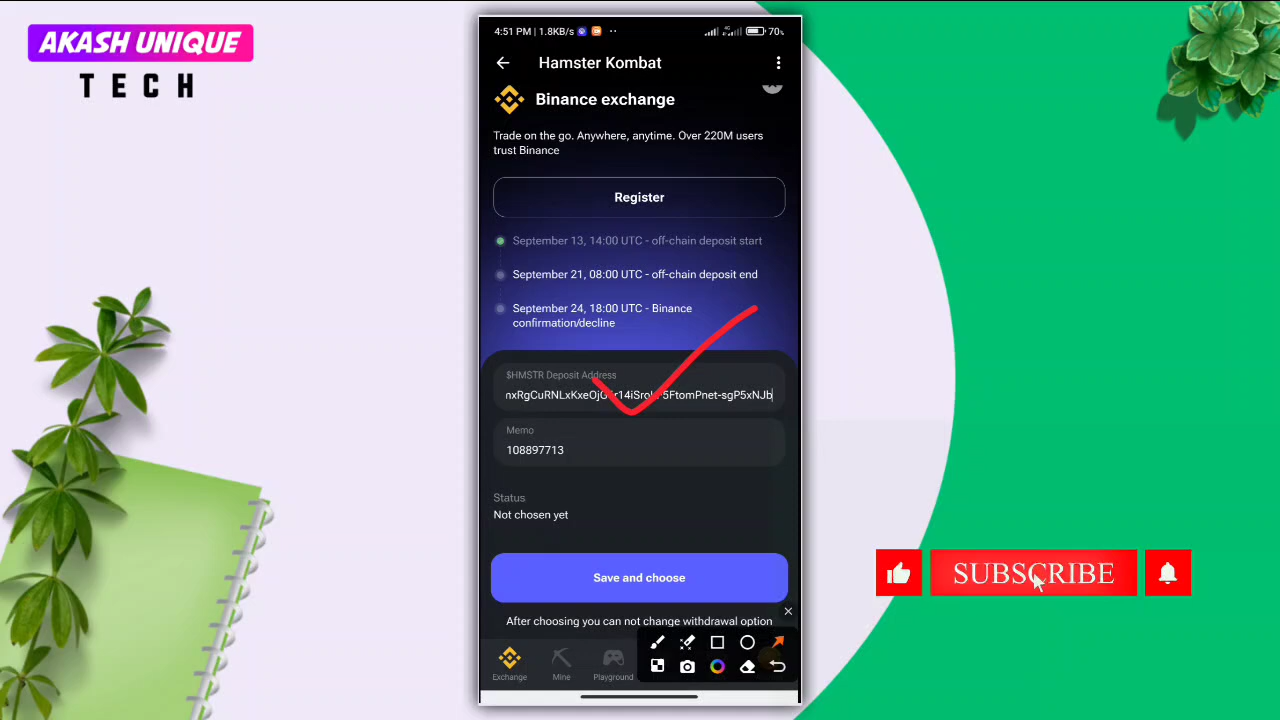 AKASH UNIQUE
TECH
4:51 PM | 1.8KB/s
4G
70%
Hamster Kombat
Binance exchange
Trade on the go. Anywhere, anytime. Over 220M users
trust Binance
Register
September 13, 14:00 UTC - off-chain deposit start
September 21, 08:00 UTC - off-chain deposit end
September 24, 18:00 UTC - Binance
confirmation/decline
$HMSTR Deposit Address
Memo
108897713
Status
Not chosen yet
Save and choose
After choosing you can not change withdrawal option
Exchange
Mine
Playground
SUBSCRIBE